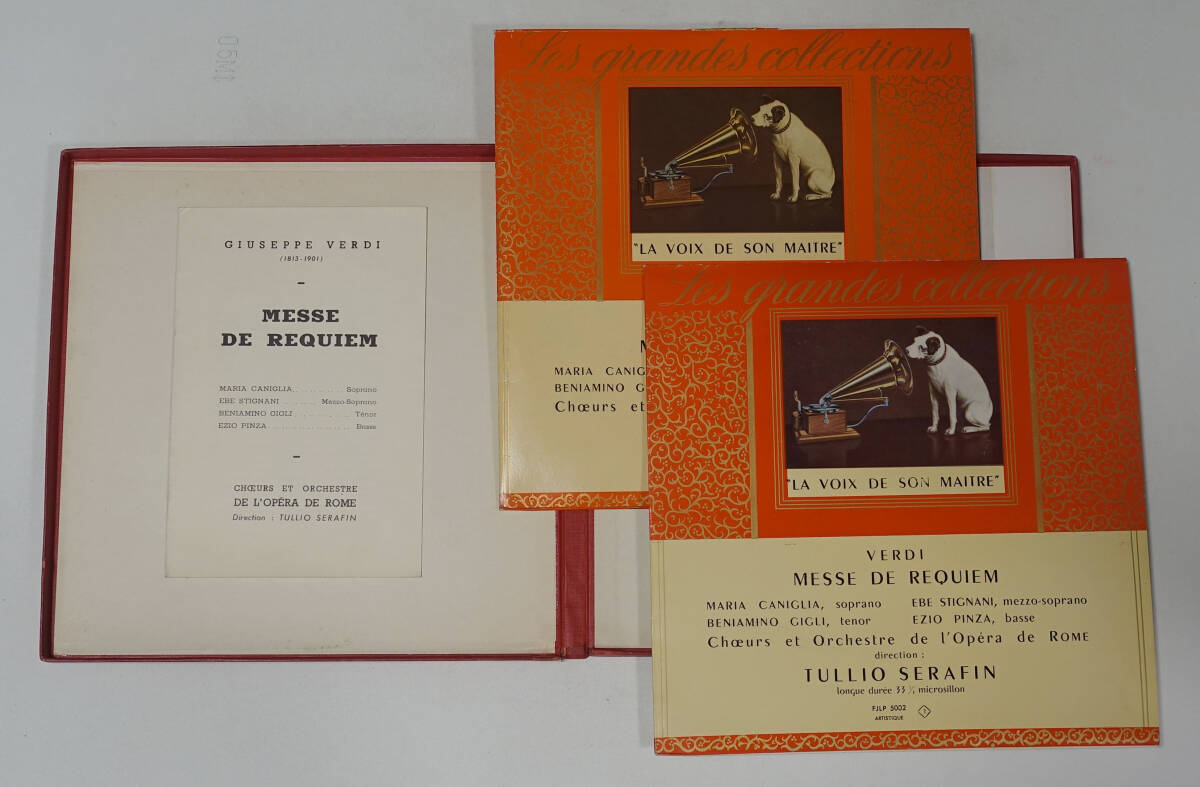 GIUSEPPE VERDI
(1813-1901)
MESSE
DE REQUIEM
MARIA CANIGLIA . . . . . . . . . . . Soprano
EBE STIGNANI . . . . . . . Mezzo-Soprano
BENIAMINO GIGLI . . . . . . . . . . . . Ténor
EZIO PINZA . . . . . . . . . . . . . . . . . Basse
CHŒURS ET ORCHESTRE
DE L'OPÉRA DE ROME
Direction : TULLIO SERAFIN
Les grandes collections
"LA VOIX DE SON MAITRE"
M
MARIA CANIG
BENIAMINO G
Chœurs et
Les grandes collections
"LA VOIX DE SON MAITRE"
VERDI
MESSE DE REQUIEM
MARIA CANIGLIA, soprano EBE STIGNANI, mezzo-soprano
BENIAMINO GIGLI, tenor EZIO PINZA, basse
Chœurs et Orchestre de l'Opéra de ROME
direction :
TULLIO SERAFIN
longue durée 33 ⅓ microsillon
FJLP 5002
ARTISTIQUE